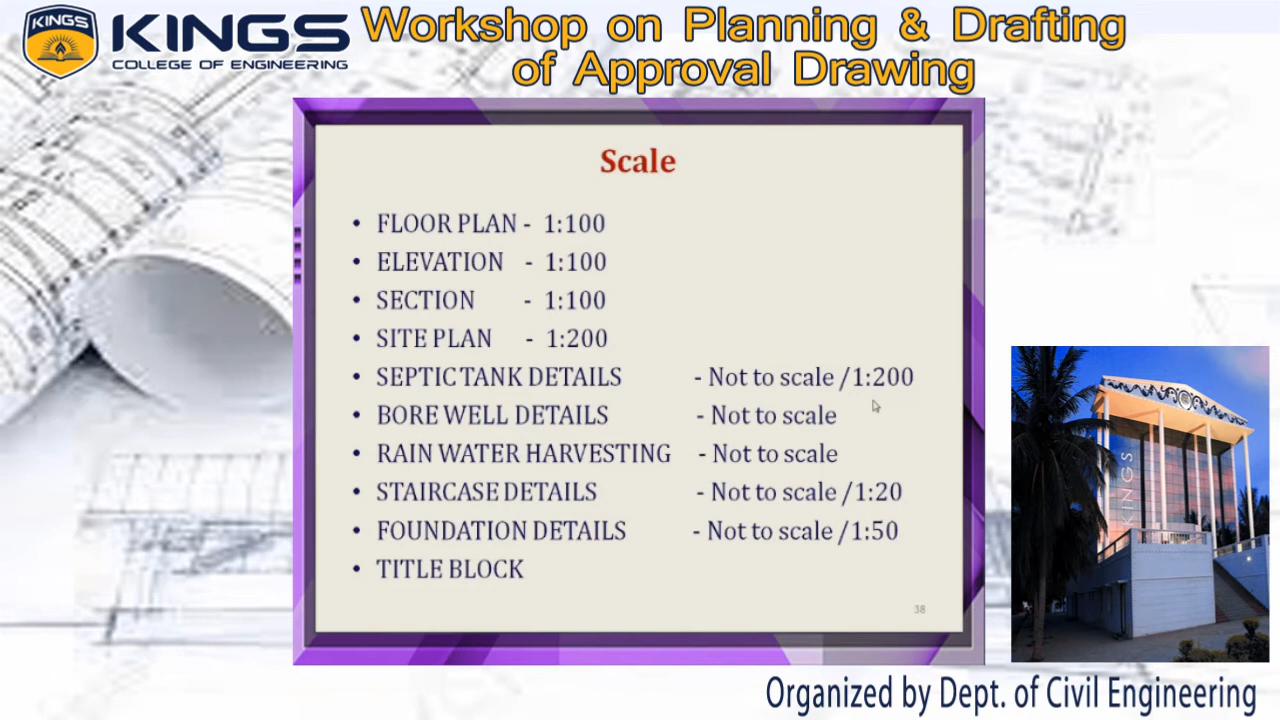 KINGS
COLLEGE OF ENGINEERING
KINGS
Workshop on Planning & Drafting
of Approval Drawing
Scale
• FLOOR PLAN - 1:100
• ELEVATION - 1:100
• SECTION - 1:100
• SITE PLAN - 1:200
• SEPTIC TANK DETAILS - Not to scale /1:200
• BORE WELL DETAILS - Not to scale
• RAIN WATER HARVESTING - Not to scale
• STAIRCASE DETAILS - Not to scale /1:20
• FOUNDATION DETAILS - Not to scale /1:50
• TITLE BLOCK
38
KINGS
Organized by Dept. of Civil Engineering